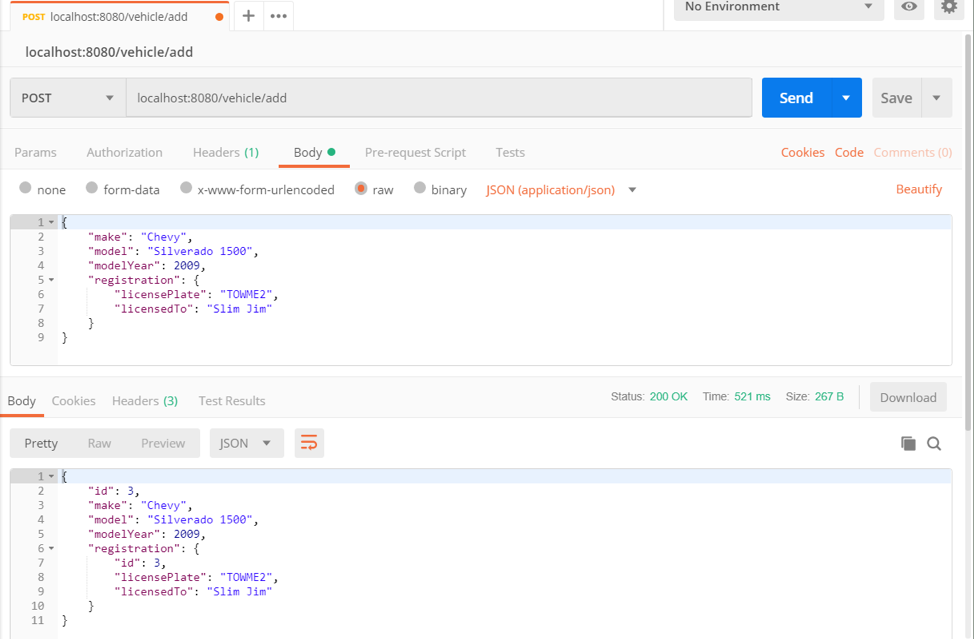 POST localhost:8080/vehicle/add
No Environment
localhost:8080/vehicle/add
POST localhost:8080/vehicle/add Send Save
Params Authorization Headers (1) Body Pre-request Script Tests Cookies Code Comments (0)
none form-data x-www-form-urlencoded raw binary JSON (application/json) Beautify
1 {
2 "make": "Chevy",
3 "model": "Silverado 1500",
4 "modelYear": 2009,
5 "registration": {
6 "licensePlate": "TOWME2",
7 "licensedTo": "Slim Jim"
8 }
9 }
Body Cookies Headers (3) Test Results Status: 200 OK Time: 521 ms Size: 267 B Download
Pretty Raw Preview JSON
1 {
2 "id": 3,
3 "make": "Chevy",
4 "model": "Silverado 1500",
5 "modelYear": 2009,
6 "registration": {
7 "id": 3,
8 "licensePlate": "TOWME2",
9 "licensedTo": "Slim Jim"
10 }
11 }